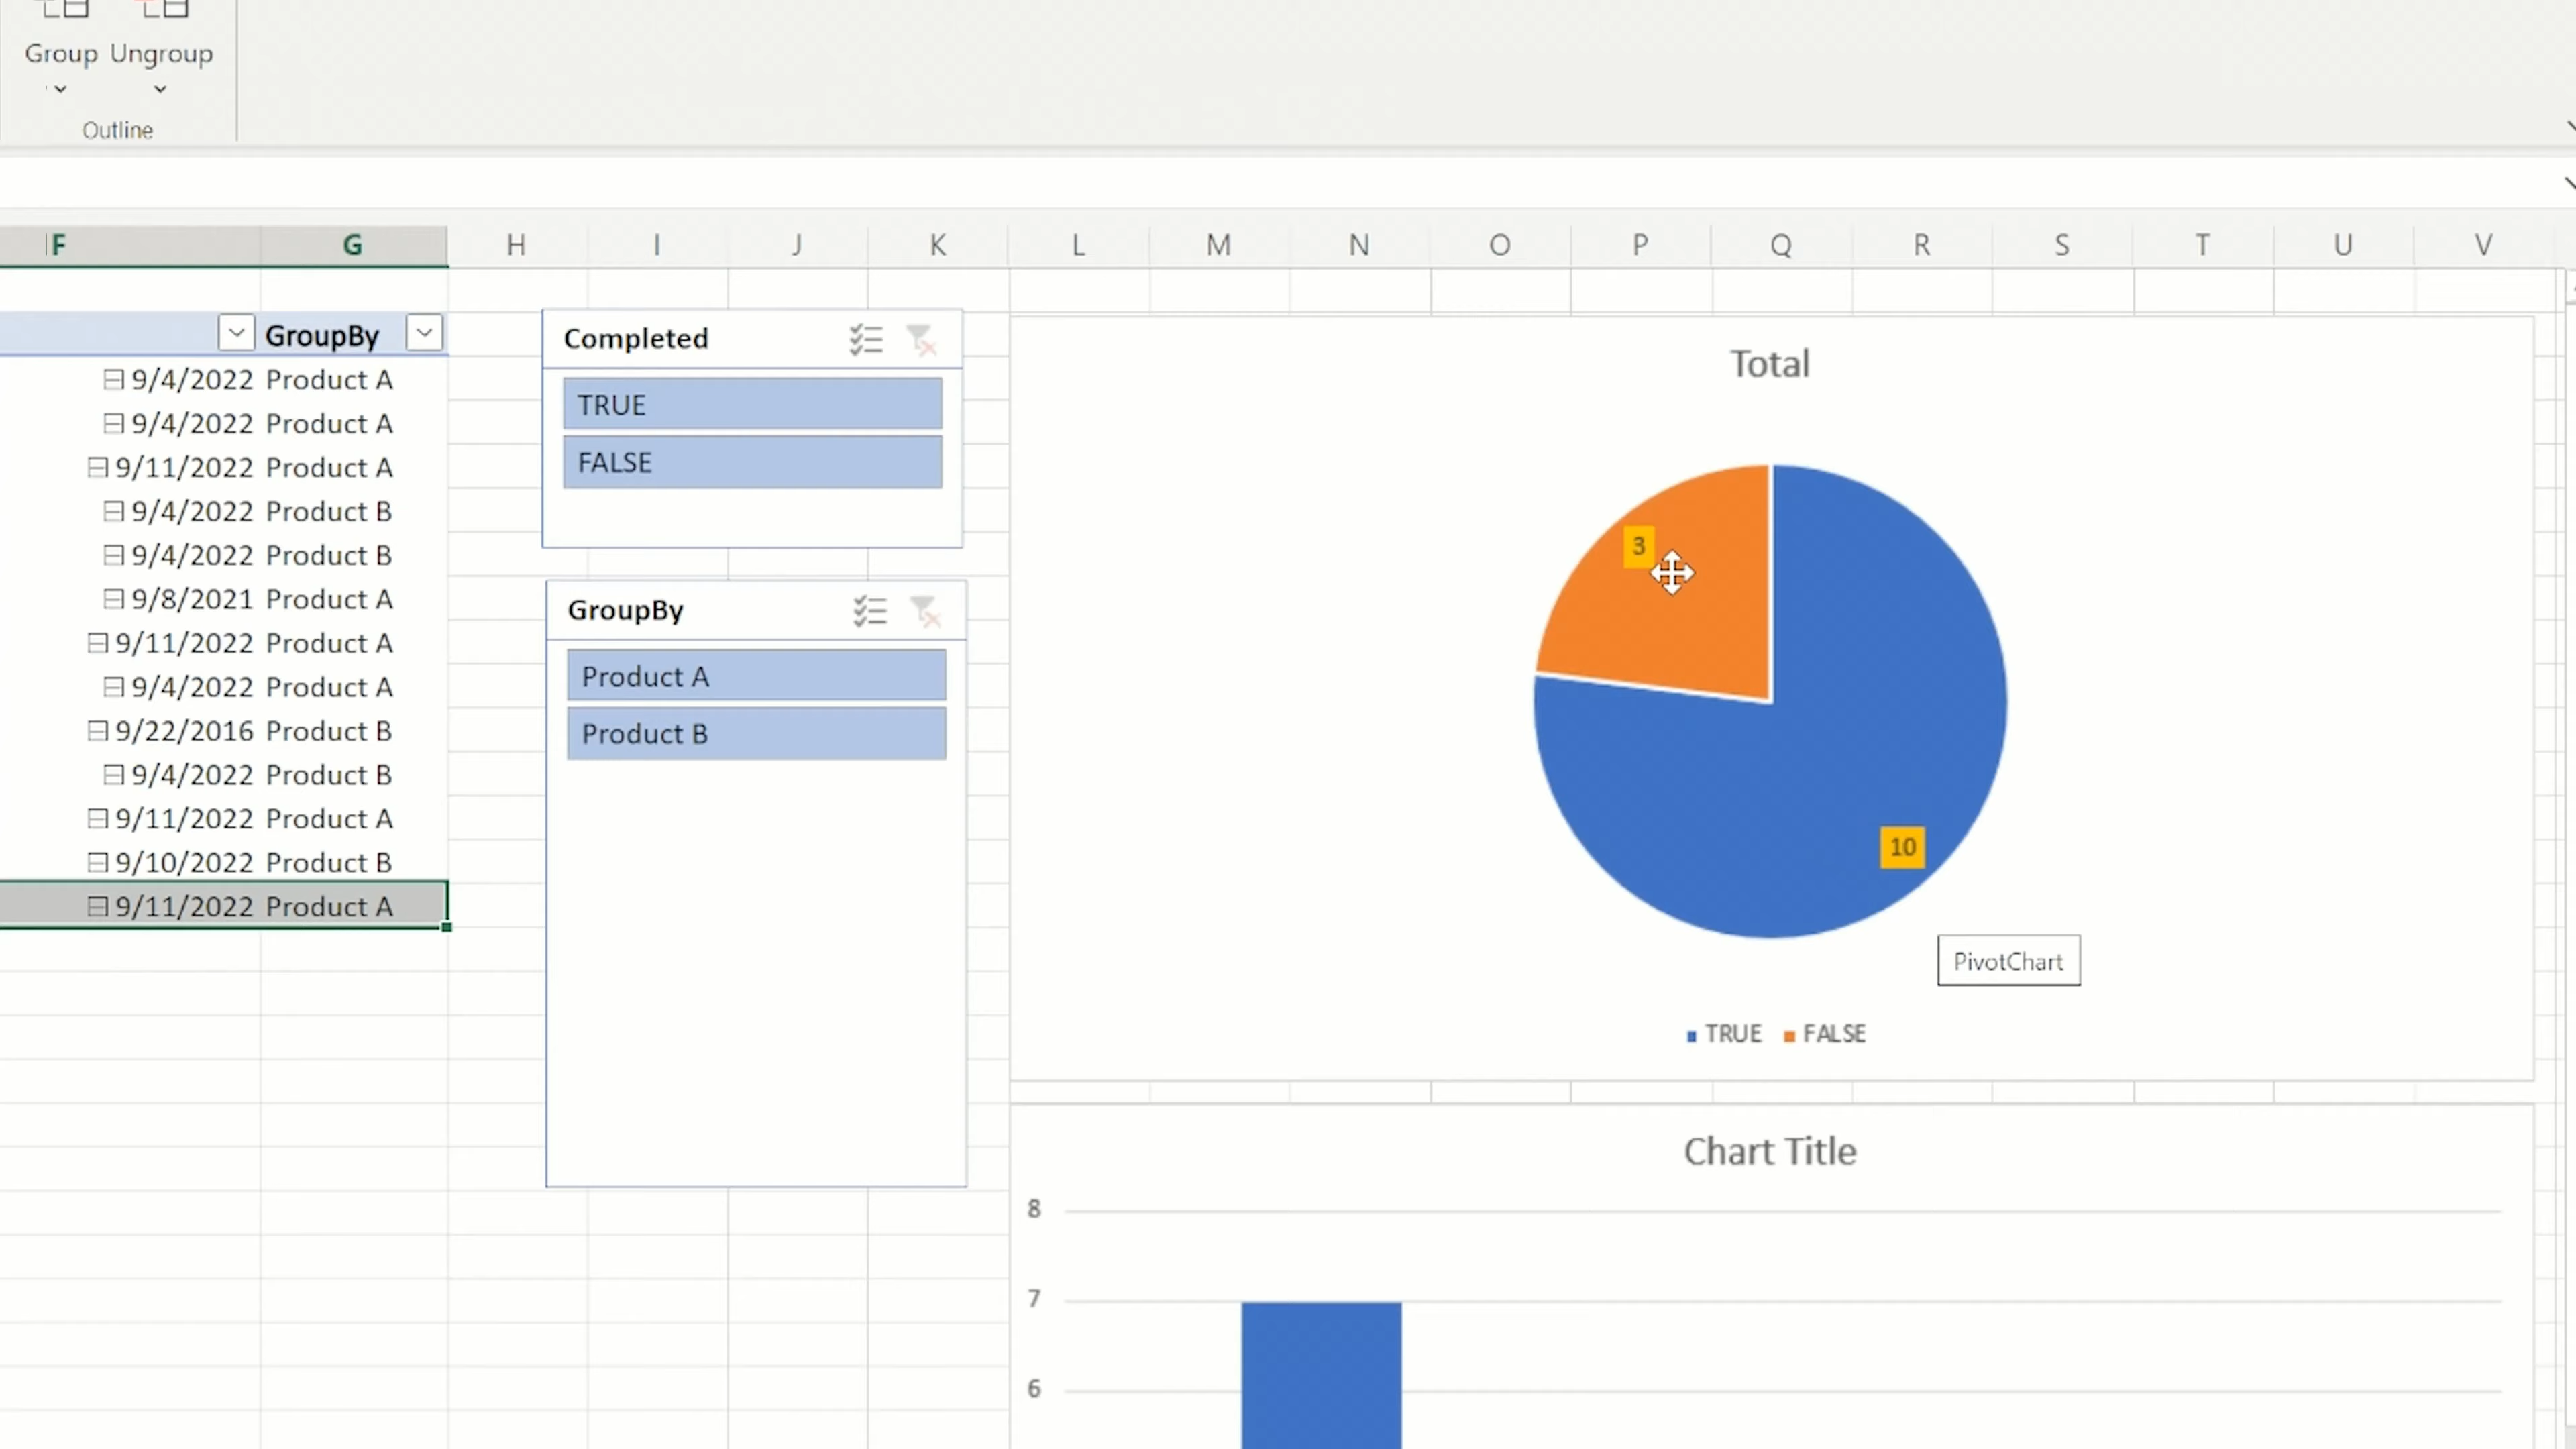 Group Ungroup
Outline
F G H I J K L M N O P Q R S T U V
GroupBy
9/4/2022 Product A
9/4/2022 Product A
9/11/2022 Product A
9/4/2022 Product B
9/4/2022 Product B
9/8/2021 Product A
9/11/2022 Product A
9/4/2022 Product A
9/22/2016 Product B
9/4/2022 Product B
9/11/2022 Product A
9/10/2022 Product B
9/11/2022 Product A
Completed
TRUE
FALSE
GroupBy
Product A
Product B
Total
3
10
PivotChart
TRUE FALSE
Chart Title
8
7
6